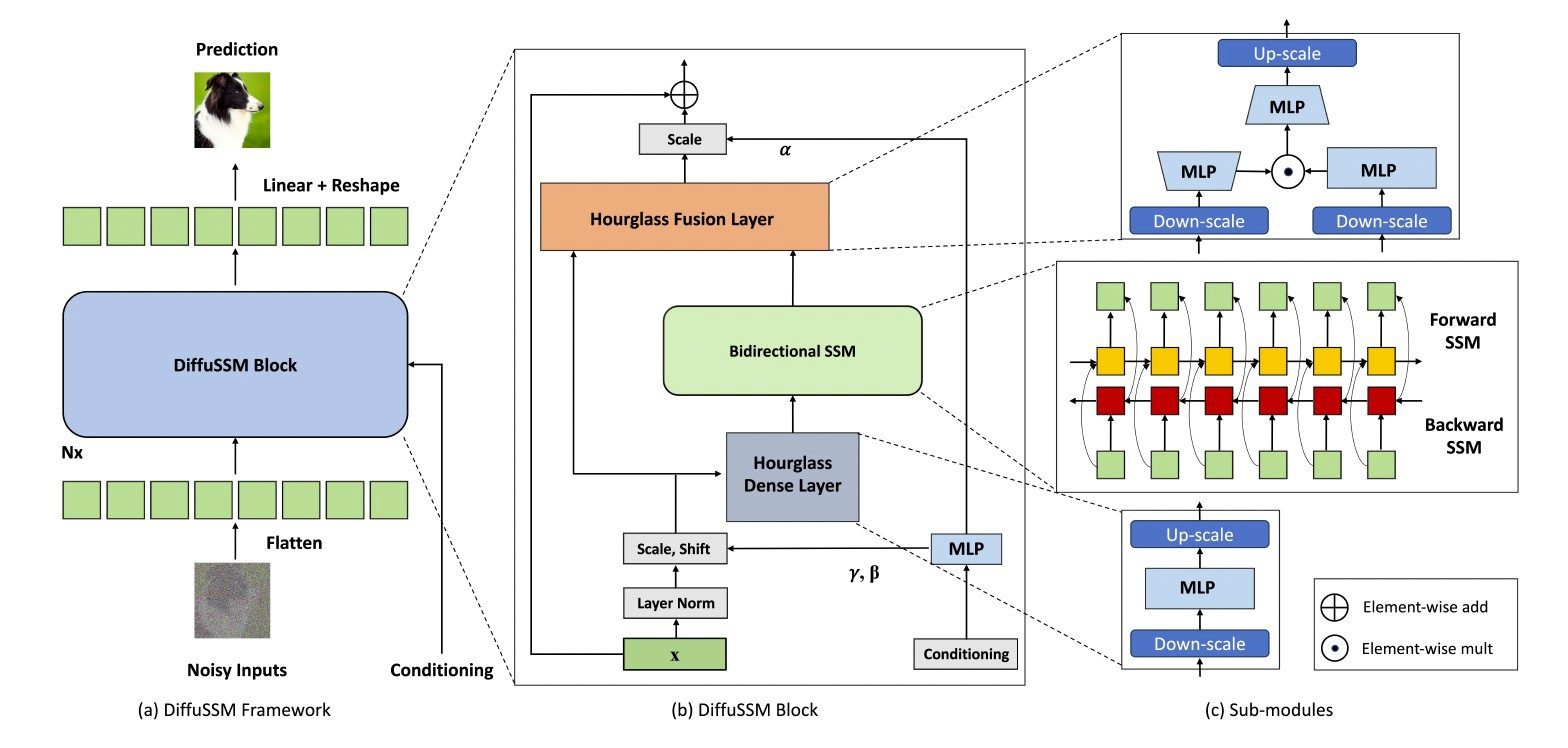 Prediction
Linear + Reshape
DiffuSSM Block
Nx
Flatten
Noisy Inputs
Conditioning
(a) DiffuSSM Framework
Scale
α
Hourglass Fusion Layer
Bidirectional SSM
Hourglass
Dense Layer
Scale, Shift
MLP
γ, β
Layer Norm
x
Conditioning
(b) DiffuSSM Block
Up-scale
MLP
MLP
MLP
Down-scale
Down-scale
Forward
SSM
Backward
SSM
Up-scale
MLP
Down-scale
Element-wise add
Element-wise mult
(c) Sub-modules